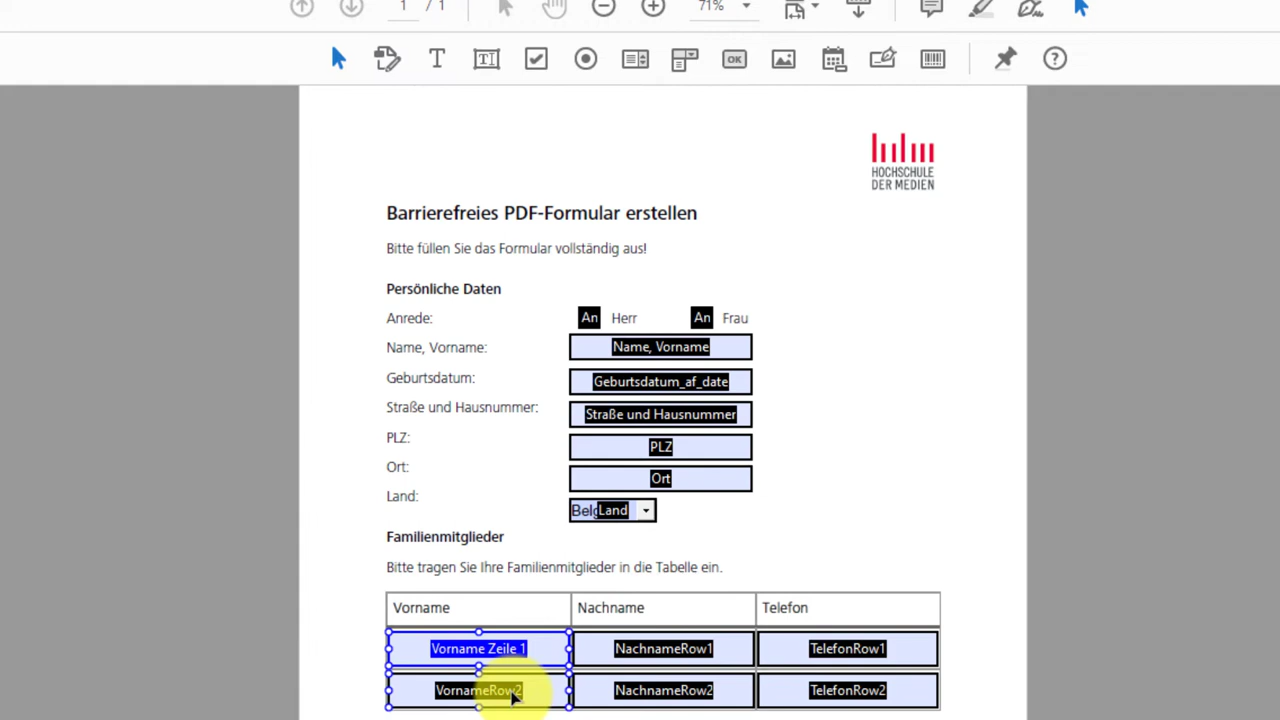 1 / 1 71%
T TI OK ?
HOCHSCHULE
DER MEDIEN
Barrierefreies PDF-Formular erstellen
Bitte füllen Sie das Formular vollständig aus!
Persönliche Daten
Anrede: An Herr An Frau
Name, Vorname: Name, Vorname
Geburtsdatum: Geburtsdatum_af_date
Straße und Hausnummer: Straße und Hausnummer
PLZ: PLZ
Ort: Ort
Land: Belg Land
Familienmitglieder
Bitte tragen Sie Ihre Familienmitglieder in die Tabelle ein.
Vorname Nachname Telefon
Vorname Zeile 1 NachnameRow1 TelefonRow1
VornameRow2 NachnameRow2 TelefonRow2